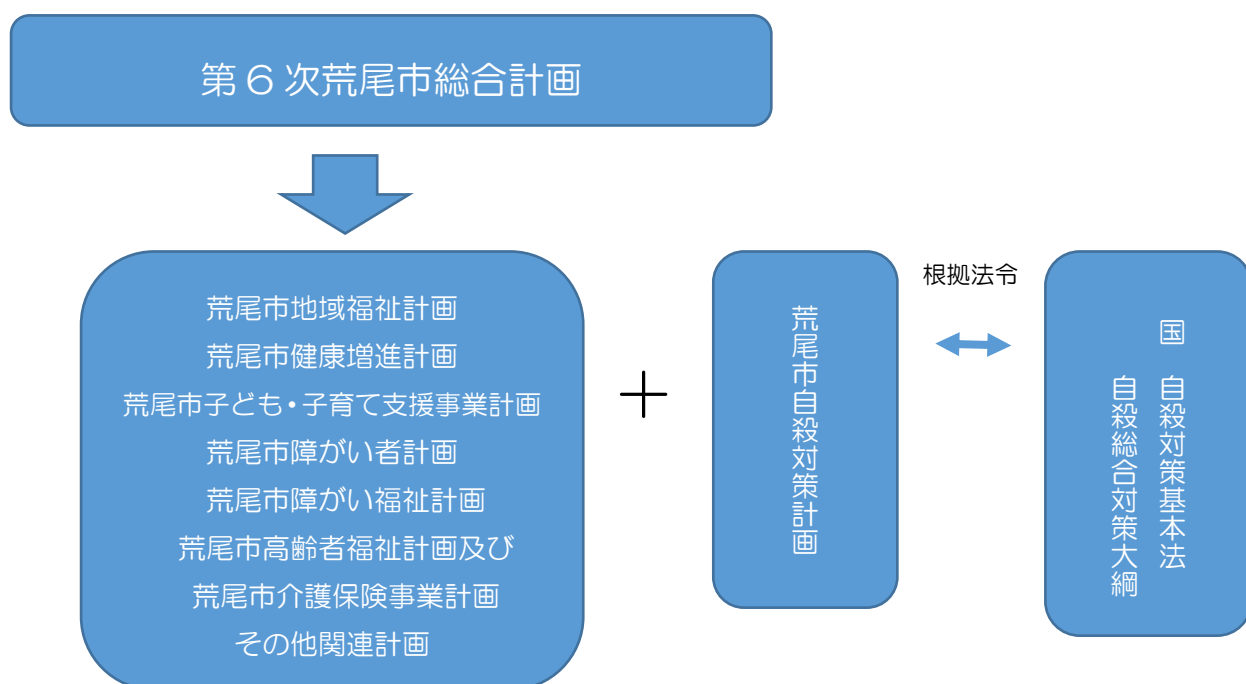 第6次荒尾市総合計画
荒尾市地域福祉計画
荒尾市健康増進計画
荒尾市子ども・子育て支援事業計画
荒尾市障がい者計画
荒尾市障がい福祉計画
荒尾市高齢者福祉計画及び
荒尾市介護保険事業計画
その他関連計画
＋
荒尾市自殺対策計画
根拠法令
国　自殺対策基本法
自殺総合対策大綱